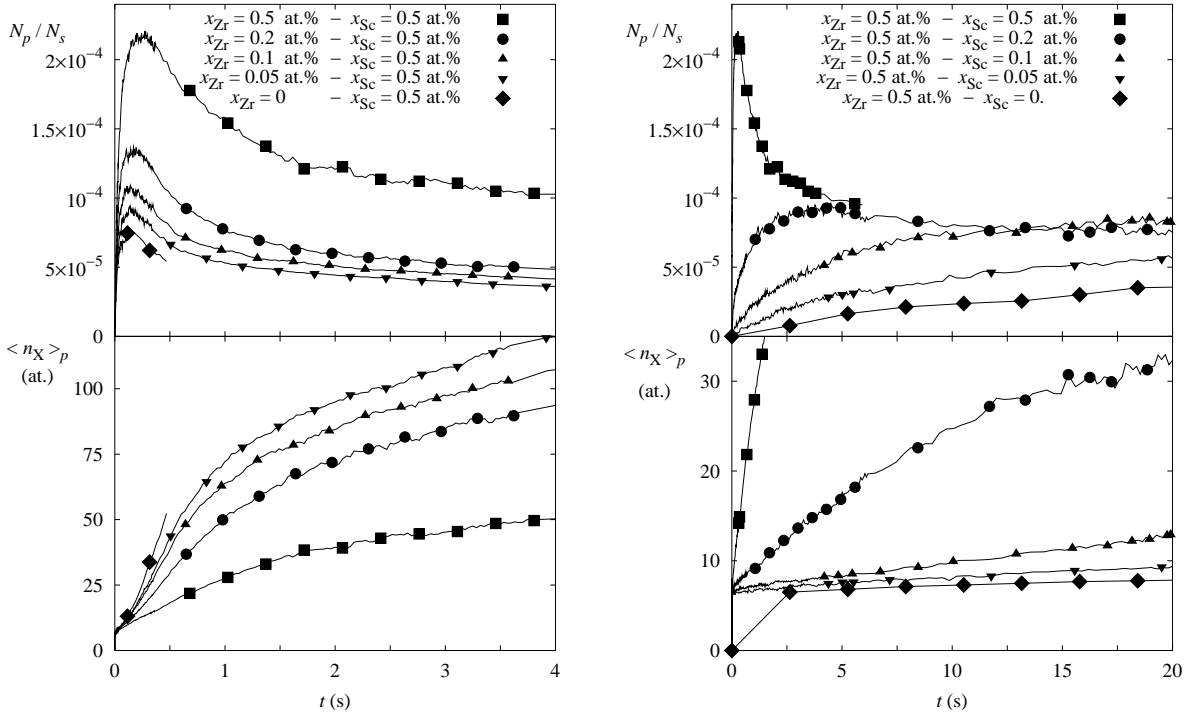 N_p / N_s
x_Zr = 0.5 at.% − x_Sc = 0.5 at.%
x_Zr = 0.2 at.% − x_Sc = 0.5 at.%
x_Zr = 0.1 at.% − x_Sc = 0.5 at.%
x_Zr = 0.05 at.% − x_Sc = 0.5 at.%
x_Zr = 0 − x_Sc = 0.5 at.%
2×10⁻⁴
1.5×10⁻⁴
10⁻⁴
5×10⁻⁵
0
< n_X >_p
(at.)
100
75
50
25
0
0 1 2 3 4
t (s)
N_p / N_s
x_Zr = 0.5 at.% − x_Sc = 0.5 at.%
x_Zr = 0.5 at.% − x_Sc = 0.2 at.%
x_Zr = 0.5 at.% − x_Sc = 0.1 at.%
x_Zr = 0.5 at.% − x_Sc = 0.05 at.%
x_Zr = 0.5 at.% − x_Sc = 0.
2×10⁻⁴
1.5×10⁻⁴
10⁻⁴
5×10⁻⁵
0
< n_X >_p
(at.)
30
20
10
0
0 5 10 15 20
t (s)